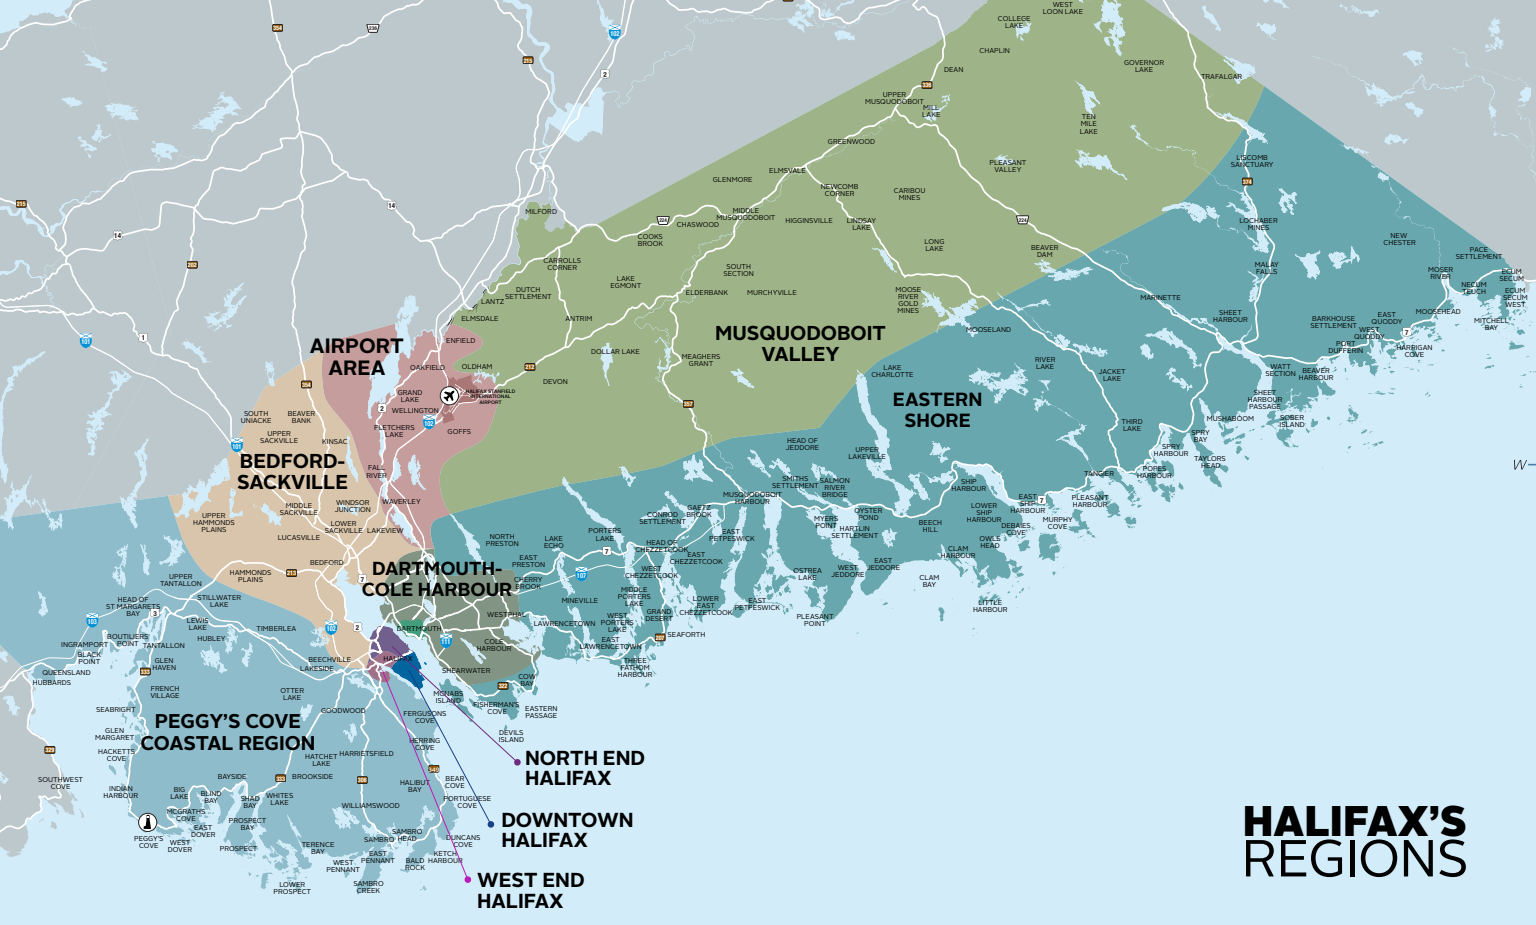 WEST
LOON LAKE
COLLEGE
LAKE
CHAPLIN
DEAN
GOVERNOR
LAKE
TRAFALGAR
UPPER
MUSQUODOBOIT
MILL
LAKE
TEN
MILE
LAKE
GREENWOOD
PLEASANT
VALLEY
LISCOMB
SANCTUARY
ELMSVALE
GLENMORE
NEWCOMB
CORNER
CARIBOU
MINES
MILFORD
MIDDLE
MUSQUODOBOIT
CHASWOOD
HIGGINSVILLE
LINDSAY
LAKE
LOCHABER
MINES
COOKS
BROOK
LONG
LAKE
BEAVER
DAM
NEW
CHESTER
PACE
SETTLEMENT
CARROLLS
CORNER
SOUTH
SECTION
MALAY
FALLS
MOSER
RIVER
ECUM
SECUM
LAKE
EGMONT
DUTCH
SETTLEMENT
LANTZ
ELDERBANK
MURCHYVILLE
MOOSE
RIVER
GOLD
MINES
MARINETTE
NECUM
TEUCH
ECUM
SECUM
WEST
ELMSDALE
ANTRIM
SHEET
HARBOUR
BARKHOUSE
SETTLEMENT
EAST
QUODDY
MOOSEHEAD
MITCHELL
BAY
MOOSELAND
WEST
QUODDY
PORT
DUFFERIN
HARRIGAN
COVE
MUSQUODOBOIT
VALLEY
AIRPORT
AREA
ENFIELD
OAKFIELD
OLDHAM
DOLLAR LAKE
MEAGHERS
GRANT
DEVON
LAKE
CHARLOTTE
RIVER
LAKE
JACKET
LAKE
WATT
SECTION
BEAVER
HARBOUR
GRAND
LAKE
HALIFAX STANFIELD
INTERNATIONAL
AIRPORT
WELLINGTON
EASTERN
SHORE
SHEET
HARBOUR
PASSAGE
SOBER
ISLAND
MUSHABOOM
SOUTH
UNIACKE
BEAVER
BANK
UPPER
SACKVILLE
KINSAC
FLETCHERS
LAKE
GOFFS
HEAD OF
JEDDORE
UPPER
LAKEVILLE
THIRD
LAKE
SPRY
BAY
SPRY
HARBOUR
TAYLORS
HEAD
POPES
HARBOUR
TANGIER
BEDFORD-
SACKVILLE
FALL
RIVER
SMITHS
SETTLEMENT
SALMON
RIVER
BRIDGE
SHIP
HARBOUR
MUSQUODOBOIT
HARBOUR
EAST
SHIP
HARBOUR
PLEASANT
HARBOUR
UPPER
HAMMONDS
PLAINS
MIDDLE
SACKVILLE
WINDSOR
JUNCTION
WAVERLEY
LOWER
SACKVILLE
LAKEVIEW
LUCASVILLE
CONROD
SETTLEMENT
GAETZ
BROOK
MYERS
POINT
OYSTER
POND
HARTLIN
SETTLEMENT
BEECH
HILL
LOWER
SHIP
HARBOUR
DEBAIES
COVE
MURPHY
COVE
OWLS
HEAD
CLAM
HARBOUR
NORTH
PRESTON
LAKE
ECHO
PORTERS
LAKE
HEAD OF
CHEZZETCOOK
EAST
PETPESWICK
EAST
CHEZZETCOOK
EAST
PRESTON
WEST
CHEZZETCOOK
OSTREA
LAKE
WEST
JEDDORE
EAST
JEDDORE
CLAM
BAY
LITTLE
HARBOUR
HAMMONDS
PLAINS
BEDFORD
DARTMOUTH-
COLE HARBOUR
CHERRY
BROOK
MINEVILLE
MIDDLE
PORTERS
LAKE
LOWER
EAST
CHEZZETCOOK
EAST
PETPESWICK
PLEASANT
POINT
UPPER
TANTALLON
STILLWATER
LAKE
HEAD OF
ST MARGARETS
BAY
LEWIS
LAKE
TIMBERLEA
DARTMOUTH
WESTPHAL
LAWRENCETOWN
WEST
PORTERS
LAKE
GRAND
DESERT
SEAFORTH
EAST
LAWRENCETOWN
THREE
FATHOM
HARBOUR
INGRAMPORT
BOUTILIERS
POINT
TANTALLON
HUBLEY
BLACK
POINT
QUEENSLAND
HUBBARDS
GLEN
HAVEN
BEECHVILLE
LAKESIDE
HALIFAX
COLE
HARBOUR
SHEARWATER
COW
BAY
FRENCH
VILLAGE
OTTER
LAKE
MCNABS
ISLAND
FISHERMAN'S
COVE
EASTERN
PASSAGE
SEABRIGHT
GOODWOOD
FERGUSONS
COVE
DEVILS
ISLAND
PEGGY'S COVE
COASTAL REGION
GLEN
MARGARET
HACKETTS
COVE
HATCHET
LAKE
HARRIETSFIELD
HERRING
COVE
NORTH END
HALIFAX
SOUTHWEST
COVE
INDIAN
HARBOUR
BAYSIDE
BROOKSIDE
HALIBUT
BAY
BEAR
COVE
BIG
LAKE
BLIND
BAY
SHAD
BAY
WHITES
LAKE
WILLIAMSWOOD
PORTUGUESE
COVE
MCGRATHS
COVE
PROSPECT
BAY
EAST
DOVER
DOWNTOWN
HALIFAX
PEGGY'S
COVE
WEST
DOVER
PROSPECT
TERENCE
BAY
SAMBRO
SAMBRO
HEAD
DUNCANS
COVE
WEST
PENNANT
EAST
PENNANT
BALD
ROCK
KETCH
HARBOUR
LOWER
PROSPECT
SAMBRO
CREEK
WEST END
HALIFAX
HALIFAX'S
REGIONS
W